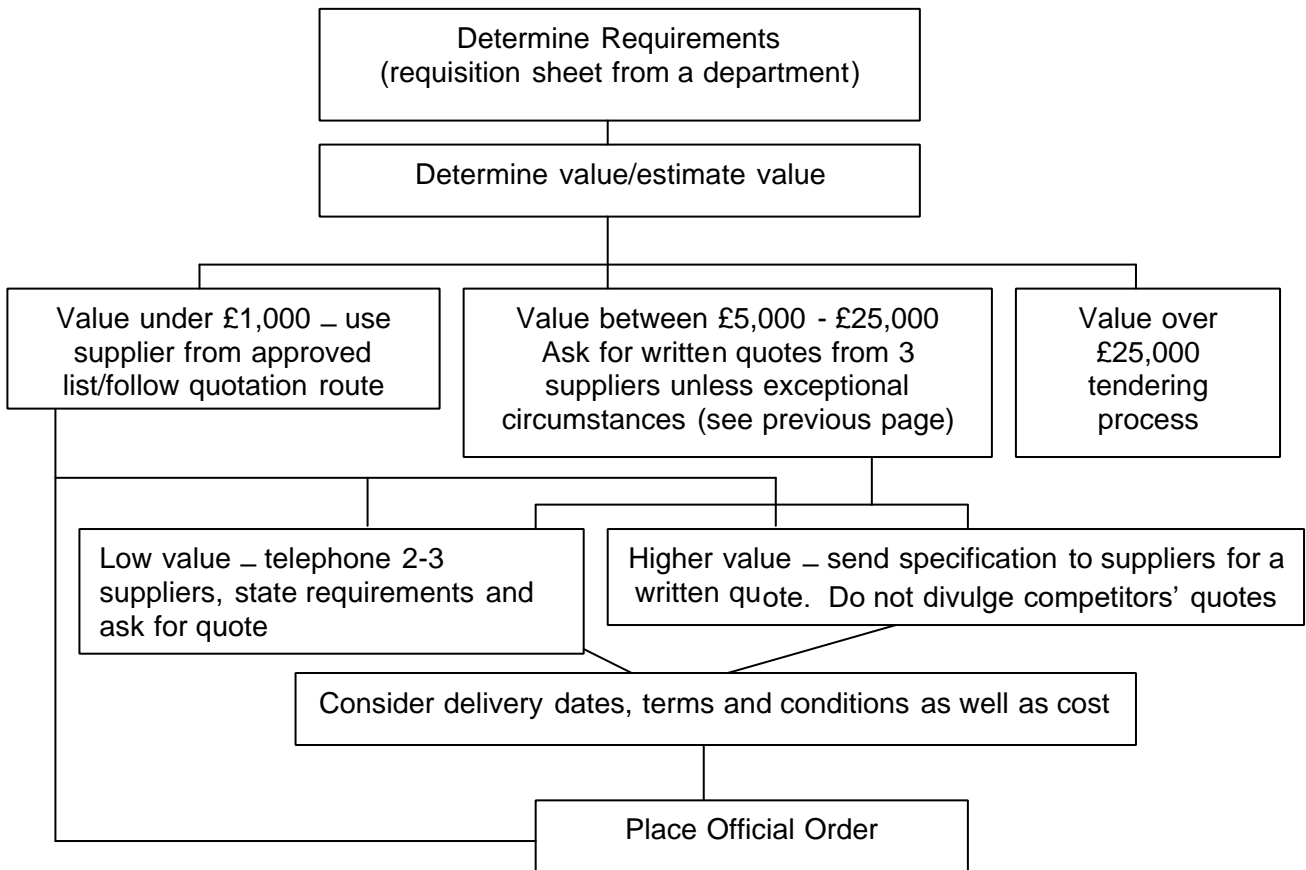 Determine Requirements
(requisition sheet from a department)
Determine value/estimate value
Value under £1,000 – use
supplier from approved
list/follow quotation route
Value between £5,000 - £25,000
Ask for written quotes from 3
suppliers unless exceptional
circumstances (see previous page)
Value over
£25,000
tendering
process
Low value – telephone 2-3
suppliers, state requirements and
ask for quote
Higher value – send specification to suppliers for a
written quote. Do not divulge competitors’ quotes
Consider delivery dates, terms and conditions as well as cost
Place Official Order